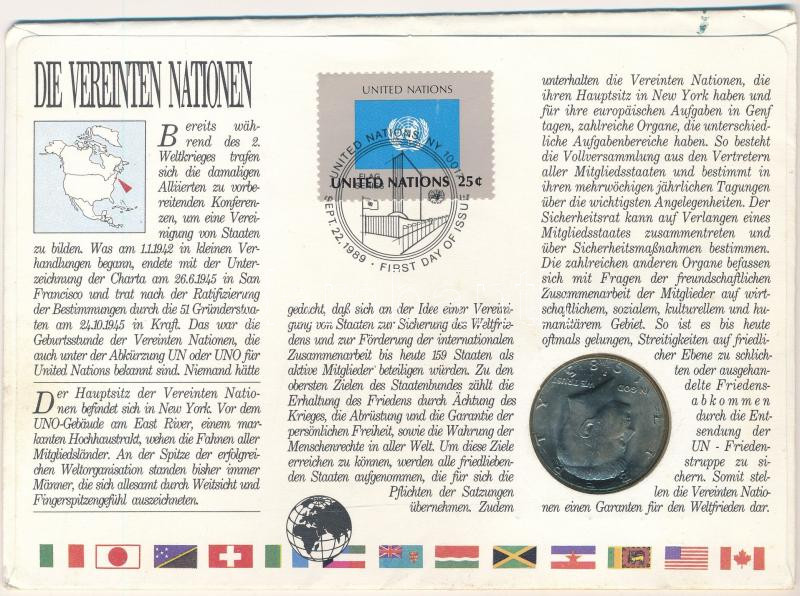 DIE VEREINTEN NATIONEN
Bereits wäh-
rend des 2.
Weltkrieges trafen
sich die damaligen
Alliierten zu vorbe-
reitenden Konferen-
zen, um eine Verei-
nigung von Staaten
zu bilden. Was am 1.1.1942 in kleinen Ver-
handlungen begann, endete mit der Unter-
zeichnung der Charta am 26.6.1945 in San
Francisco und trat nach der Ratifizierung
der Bestimmungen durch die 51 Gründerstaa-
ten am 24.10.1945 in Kraft. Das war die
Geburtsstunde der Vereinten Nationen, die
auch unter der Abkürzung UN oder UNO für
United Nations bekannt sind. Niemand hätte
Der Hauptsitz der Vereinten Natio-
nen befindet sich in New York. Vor dem
UNO-Gebäude am East River, einem mar-
kanten Hochhaustrakt, wehen die Fahnen aller
Mitgliedsländer. An der Spitze der erfolgrei-
chen Weltorganisation standen bisher immer
Männer, die sich allesamt durch Weitsicht und
Fingerspitzengefühl auszeichneten.
UNITED NATIONS
UNITED NATIONS 25¢
UNITED NATIONS, NY 10017
FLAG
SERIES
SEPT. 22, 1989 · FIRST DAY OF ISSUE
gedacht, daß sich an der Idee einer Vereini-
gung von Staaten zur Sicherung des Weltfrie-
dens und zur Förderung der internationalen
Zusammenarbeit bis heute 159 Staaten als
aktive Mitglieder beteiligen würden. Zu den
obersten Zielen des Staatenbundes zählt die
Erhaltung des Friedens durch Ächtung des
Krieges, die Abrüstung und die Garantie der
persönlichen Freiheit, sowie die Wahrung der
Menschenrechte in aller Welt. Um diese Ziele
erreichen zu können, werden alle friedlieben-
den Staaten aufgenommen, die für sich die
Pflichten der Satzungen
übernehmen. Zudem
unterhalten die Vereinten Nationen, die
ihren Hauptsitz in New York haben und
für ihre europäischen Aufgaben in Genf
tagen, zahlreiche Organe, die unterschied-
liche Aufgabenbereiche haben. So besteht
die Vollversammlung aus den Vertretern
aller Mitgliedsstaaten und bestimmt in
ihren mehrwöchigen jährlichen Tagungen
über die wichtigsten Angelegenheiten. Der
Sicherheitsrat kann auf Verlangen eines
Mitgliedsstaates zusammentreten und
über Sicherheitsmaßnahmen bestimmen.
Die zahlreichen anderen Organe befassen
sich mit Fragen der freundschaftlichen
Zusammenarbeit der Mitglieder auf wirt-
schaftlichem, sozialem, kulturellem und hu-
manitärem Gebiet. So ist es bis heute
oftmals gelungen, Streitigkeiten auf friedli-
cher Ebene zu schlich-
ten oder ausgehan-
delte Friedens-
abkommen
durch die Ent-
sendung der
UN - Frieden-
struppe zu si-
chern. Somit stel-
len die Vereinten Natio-
nen einen Garanten für den Weltfrieden dar.
LIBERTY
IN GOD
WE TRUST